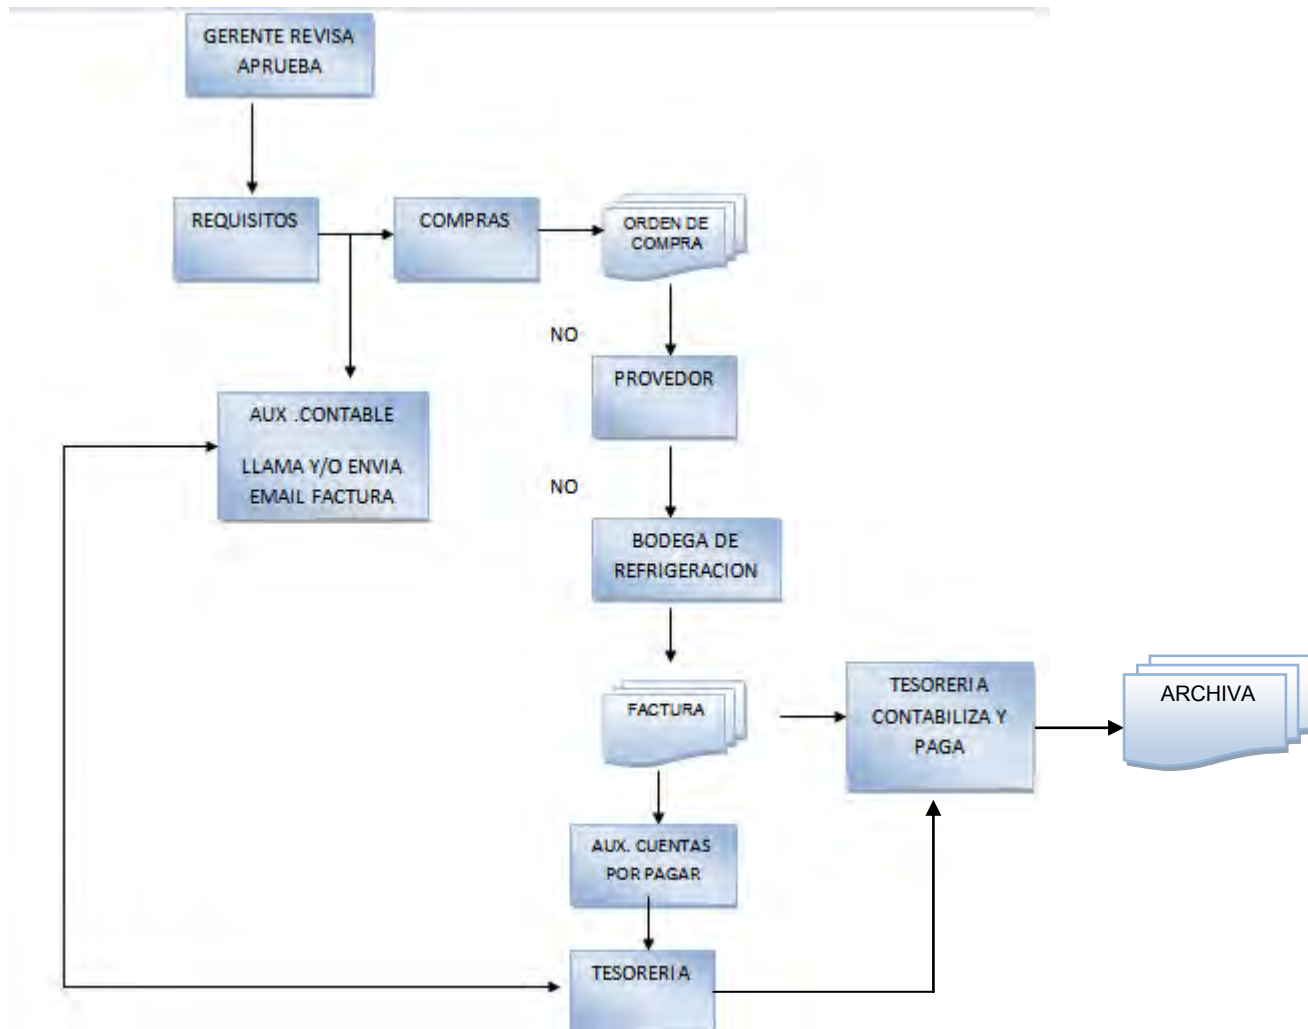 GERENTE REVISA
APRUEBA
REQUISITOS
COMPRAS
ORDEN DE
COMPRA
NO
PROVEDOR
AUX .CONTABLE
LLAMA Y/O ENVIA
EMAIL FACTURA
NO
BODEGA DE
REFRIGERACION
FACTURA
TESORERIA
CONTABILIZA Y
PAGA
ARCHIVA
AUX. CUENTAS
POR PAGAR
TESORERIA